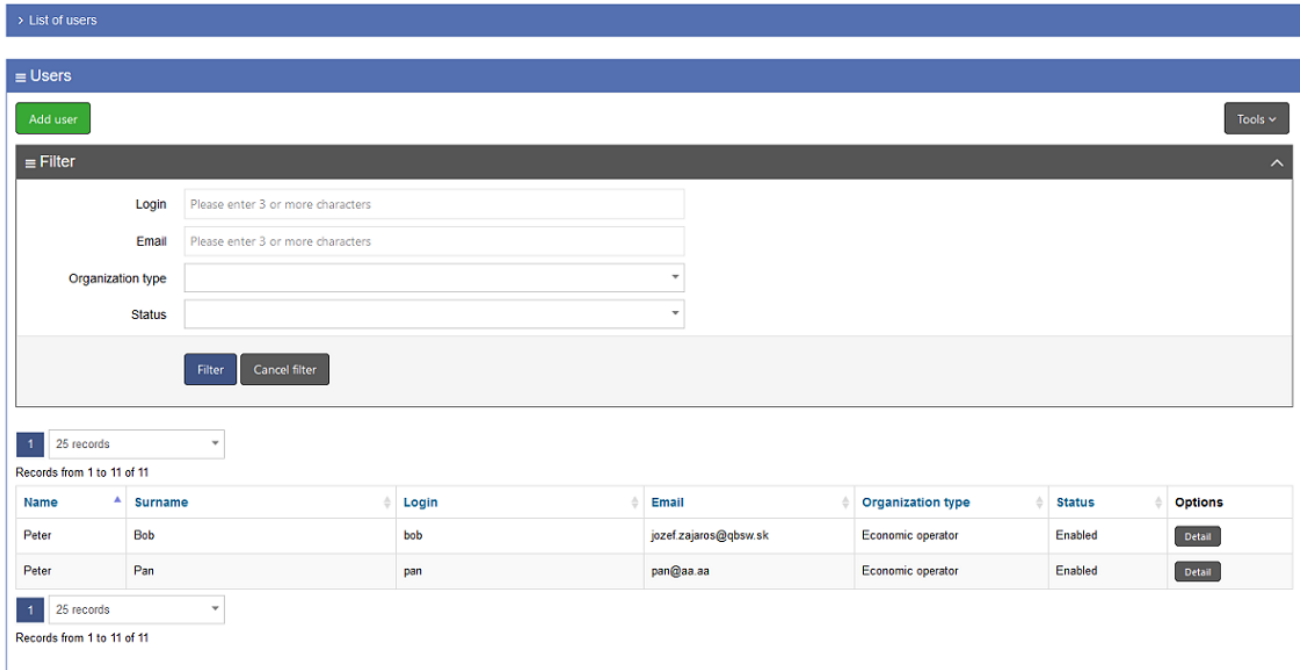 > List of users
≡ Users
Add user
Tools
≡ Filter
Login Please enter 3 or more characters
Email Please enter 3 or more characters
Organization type
Status
Filter Cancel filter
1 25 records
Records from 1 to 11 of 11
Name Surname Login Email Organization type Status Options
Peter Bob bob jozef.zajaros@qbsw.sk Economic operator Enabled Detail
Peter Pan pan pan@aa.aa Economic operator Enabled Detail
1 25 records
Records from 1 to 11 of 11